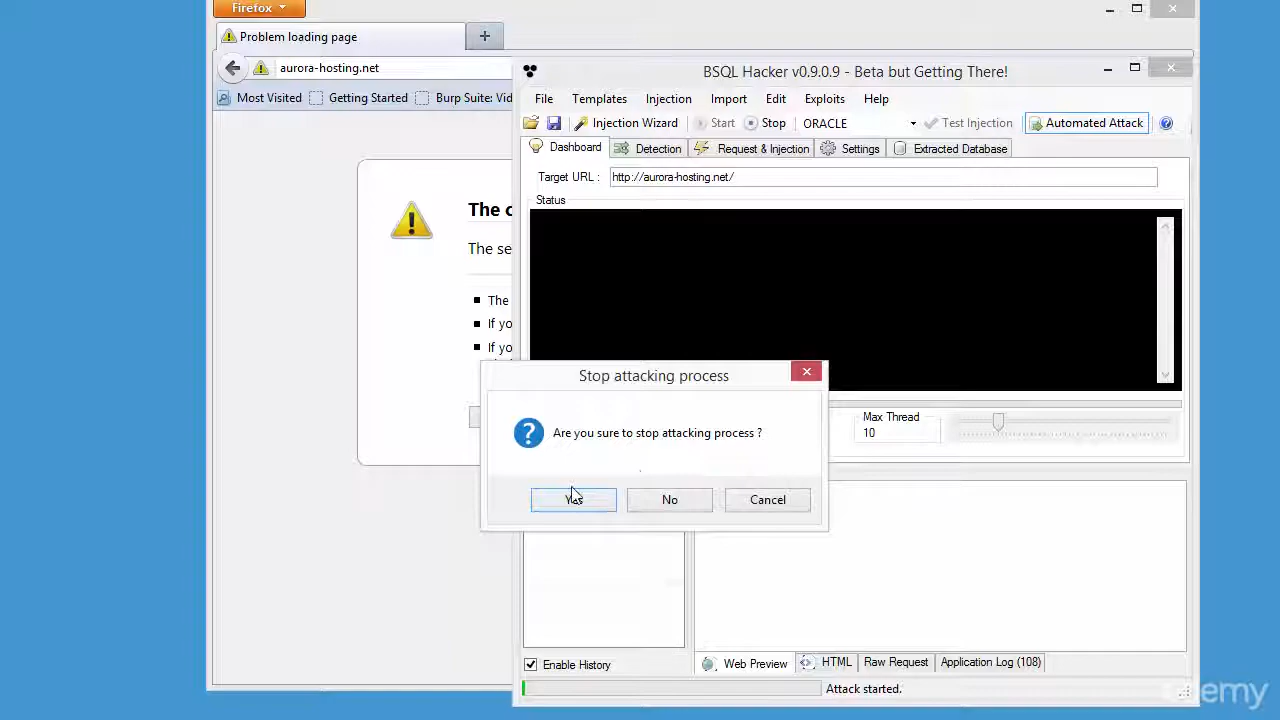 Firefox
Problem loading page
aurora-hosting.net
Most Visited
Getting Started
Burp Suite: Vid
The c
The se
The
If yo
If yo
BSQL Hacker v0.9.0.9 - Beta but Getting There!
File Templates Injection Import Edit Exploits Help
Injection Wizard Start Stop ORACLE Test Injection Automated Attack
Dashboard Detection Request & Injection Settings Extracted Database
Target URL : http://aurora-hosting.net/
Status
Stop attacking process
Are you sure to stop attacking process ?
Yes No Cancel
Max Thread
10
Enable History
Web Preview HTML Raw Request Application Log (108)
Attack started.